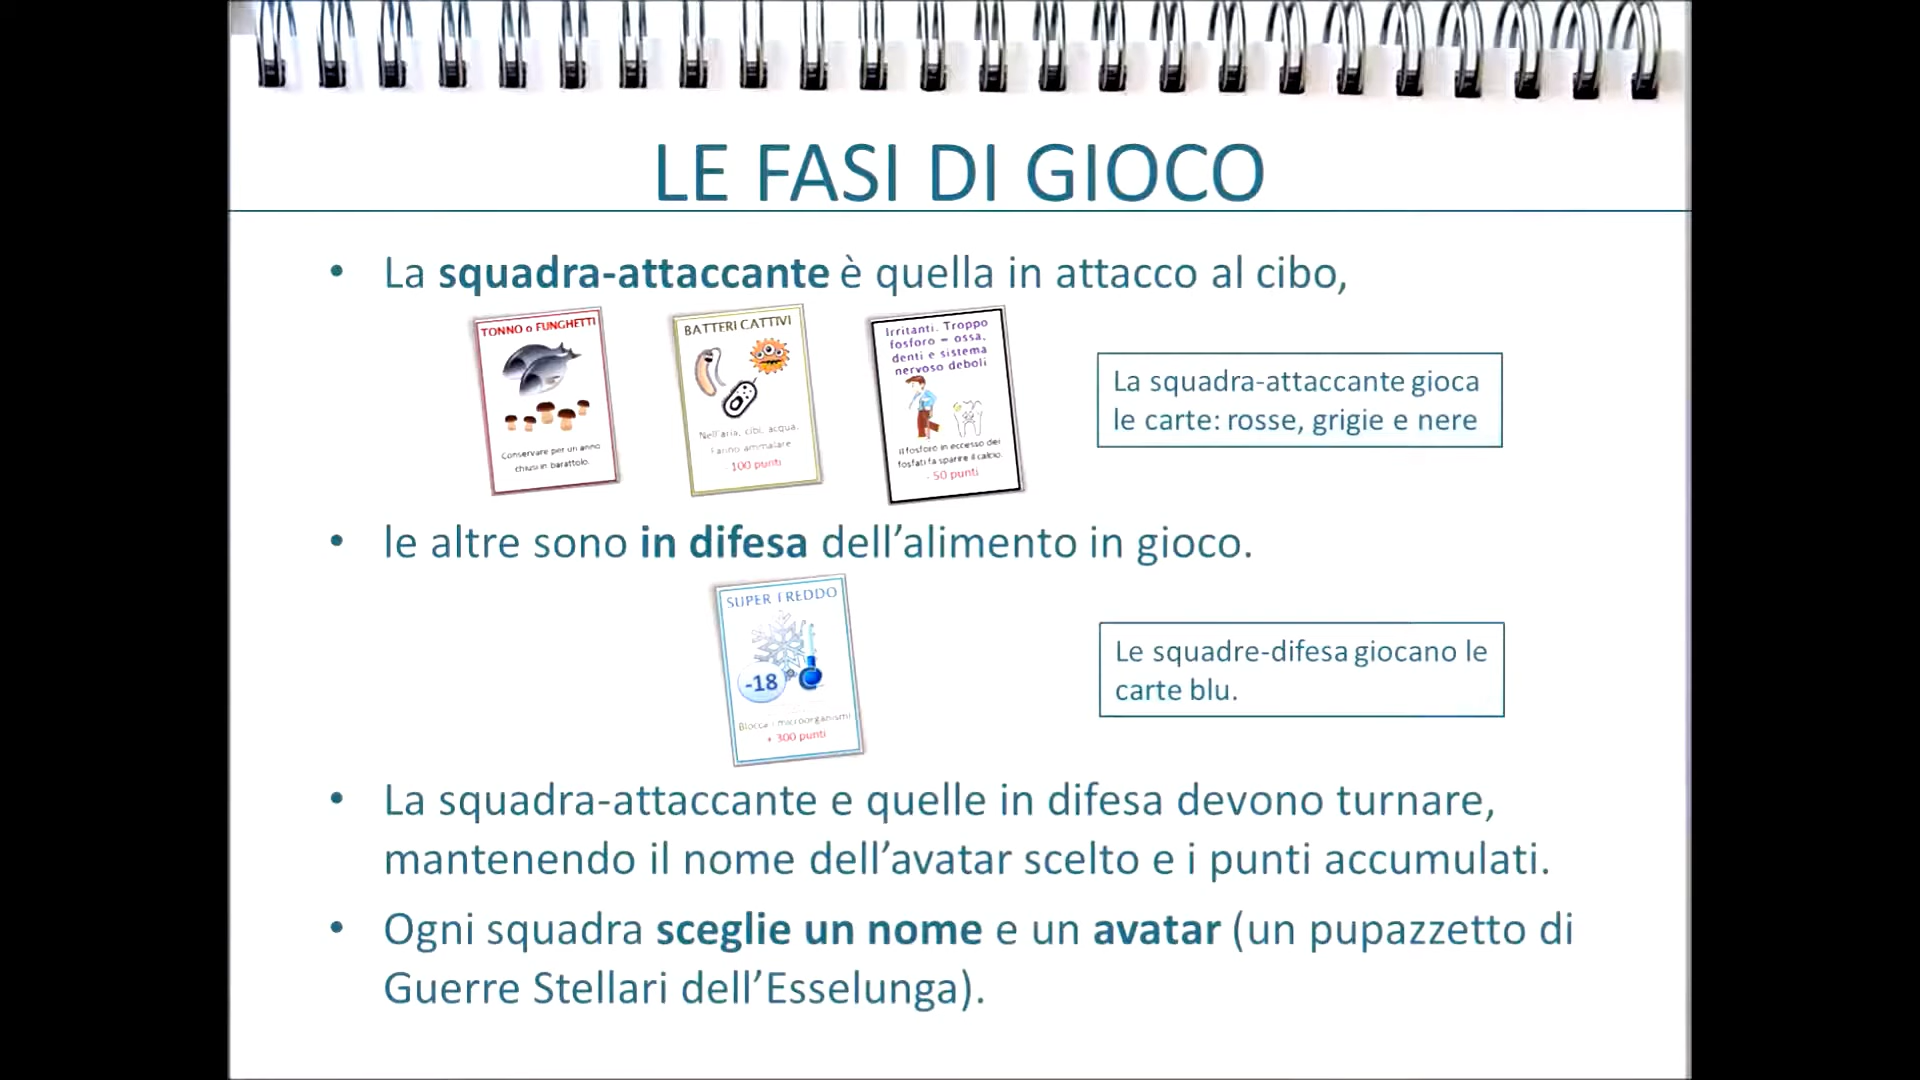 LE FASI DI GIOCO
• La squadra-attaccante è quella in attacco al cibo,
TONNO o FUNGHETTI
Conservare per un anno
chiusi in barattolo.
BATTERI CATTIVI
Nell'aria, cibi, acqua.
Fanno ammalare
- 100 punti
Irritanti. Troppo
fosforo = ossa,
denti e sistema
nervoso deboli
Il fosforo in eccesso dei
fosfati fa sparire il calcio.
- 50 punti
La squadra-attaccante gioca
le carte: rosse, grigie e nere
• le altre sono in difesa dell'alimento in gioco.
SUPER FREDDO
-18
Blocca i microorganismi
+ 300 punti
Le squadre-difesa giocano le
carte blu.
• La squadra-attaccante e quelle in difesa devono turnare,
mantenendo il nome dell'avatar scelto e i punti accumulati.
• Ogni squadra sceglie un nome e un avatar (un pupazzetto di
Guerre Stellari dell'Esselunga).